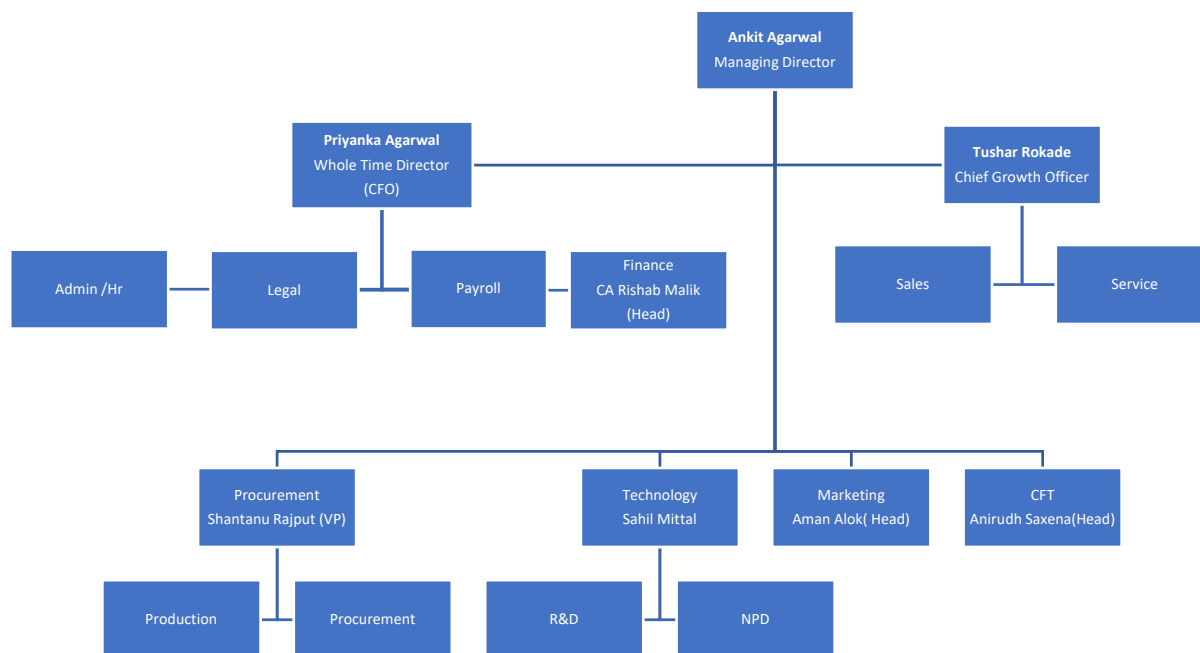 Ankit Agarwal
Managing Director
Priyanka Agarwal
Whole Time Director
(CFO)
Tushar Rokade
Chief Growth Officer
Admin /Hr
Legal
Payroll
Finance
CA Rishab Malik
(Head)
Sales
Service
Procurement
Shantanu Rajput (VP)
Technology
Sahil Mittal
Marketing
Aman Alok( Head)
CFT
Anirudh Saxena(Head)
Production
Procurement
R&D
NPD